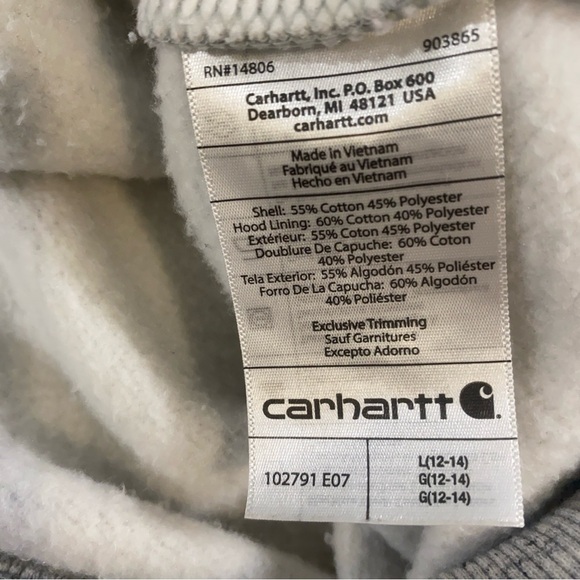 RN#14806 903865
Carhartt, Inc. P.O. Box 600
Dearborn, MI 48121 USA
carhartt.com
Made in Vietnam
Fabriqué au Vietnam
Hecho en Vietnam
Shell: 55% Cotton 45% Polyester
Hood Lining: 60% Cotton 40% Polyester
Extérieur: 55% Coton 45% Polyester
Doublure De Capuche: 60% Coton
40% Polyester
Tela Exterior: 55% Algodón 45% Poliéster
Forro De La Capucha: 60% Algodón
40% Poliéster
Exclusive Trimming
Sauf Garnitures
Excepto Adorno
carhartt
102791 E07
L(12-14)
G(12-14)
G(12-14)